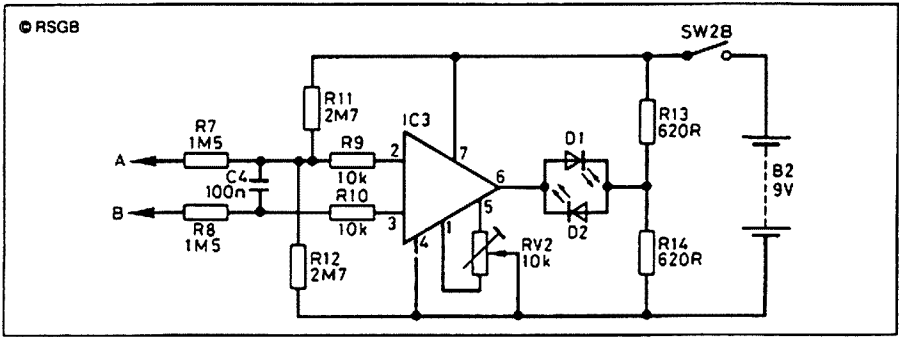 © RSGB
SW2B
R11
2M7
IC3
R13
620R
R7
1M5
R9
10k
2
7
D1
A
C4
100n
6
B2
9V
R10
10k
B
3
5
1
4
D2
R8
1M5
R12
2M7
RV2
10k
R14
620R